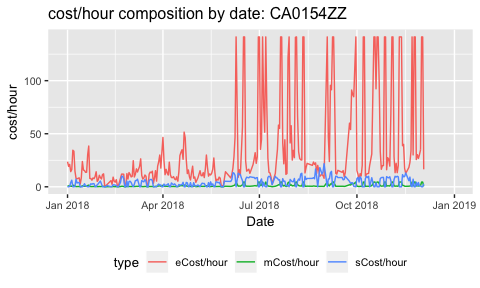 cost/hour composition by date: CA0154ZZ
cost/hour
100
50
0
Jan 2018 Apr 2018 Jul 2018 Oct 2018 Jan 2019
Date
type eCost/hour mCost/hour sCost/hour